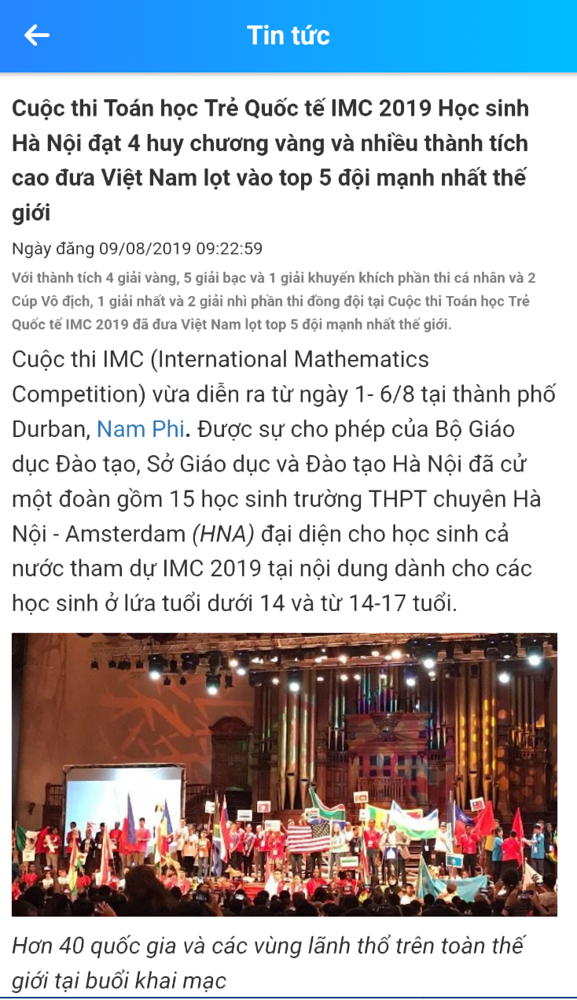 Tin tức
Cuộc thi Toán học Trẻ Quốc tế IMC 2019 Học sinh
Hà Nội đạt 4 huy chương vàng và nhiều thành tích
cao đưa Việt Nam lọt vào top 5 đội mạnh nhất thế
giới
Ngày đăng 09/08/2019 09:22:59
Với thành tích 4 giải vàng, 5 giải bạc và 1 giải khuyến khích phần thi cá nhân và 2
Cúp Vô địch, 1 giải nhất và 2 giải nhì phần thi đồng đội tại Cuộc thi Toán học Trẻ
Quốc tế IMC 2019 đã đưa Việt Nam lọt top 5 đội mạnh nhất thế giới.
Cuộc thi IMC (International Mathematics
Competition) vừa diễn ra từ ngày 1- 6/8 tại thành phố
Durban, Nam Phi. Được sự cho phép của Bộ Giáo
dục Đào tạo, Sở Giáo dục và Đào tạo Hà Nội đã cử
một đoàn gồm 15 học sinh trường THPT chuyên Hà
Nội - Amsterdam (HNA) đại diện cho học sinh cả
nước tham dự IMC 2019 tại nội dung dành cho các
học sinh ở lứa tuổi dưới 14 và từ 14-17 tuổi.
Hơn 40 quốc gia và các vùng lãnh thổ trên toàn thế
giới tại buổi khai mạc